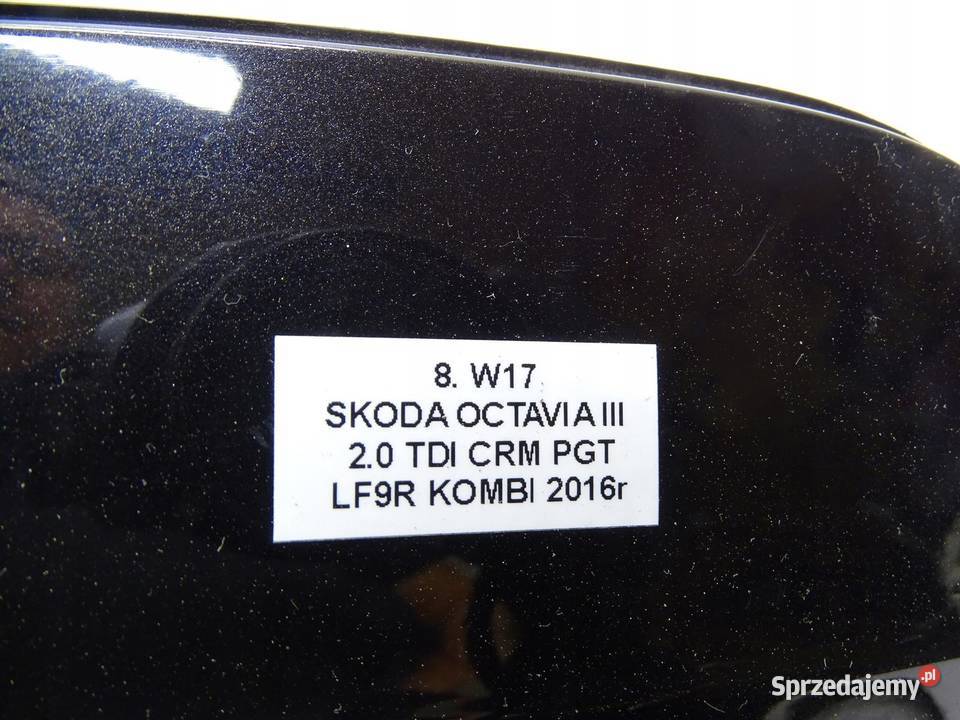 8. W17
SKODA OCTAVIA III
2.0 TDI CRM PGT
LF9R KOMBI 2016r
Sprzedajemy.pl